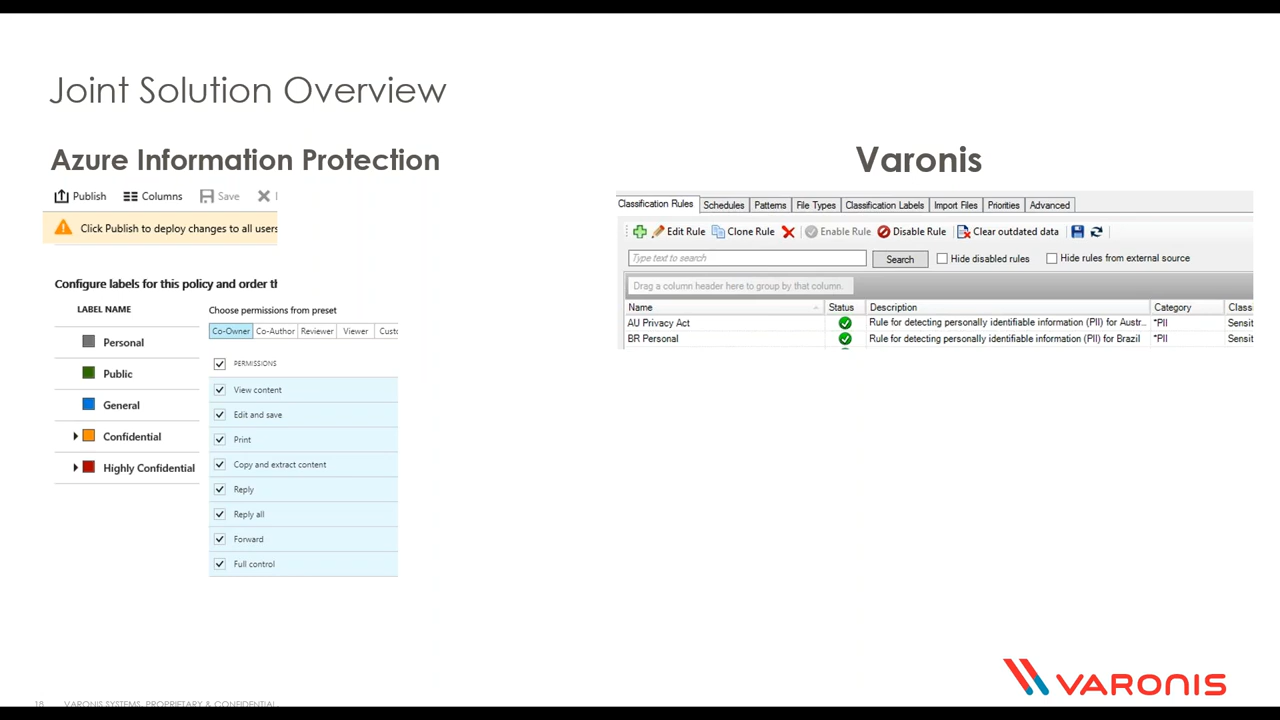 Joint Solution Overview
Azure Information Protection
Publish Columns Save
Click Publish to deploy changes to all users
Configure labels for this policy and order th
LABEL NAME
Personal
Public
General
Confidential
Highly Confidential
Choose permissions from preset
Co-Owner Co-Author Reviewer Viewer Custo
PERMISSIONS
View content
Edit and save
Print
Copy and extract content
Reply
Reply all
Forward
Full control
Varonis
Classification Rules Schedules Patterns File Types Classification Labels Import Files Priorities Advanced
Edit Rule Clone Rule Enable Rule Disable Rule Clear outdated data
Type text to search Search Hide disabled rules Hide rules from external source
Drag a column header here to group by that column.
Name Status Description Category Classi
AU Privacy Act Rule for detecting personally identifiable information (PII) for Austr... *PII Sensit
BR Personal Rule for detecting personally identifiable information (PII) for Brazil *PII Sensit
VARONIS
18 VARONIS SYSTEMS. PROPRIETARY & CONFIDENTIAL.